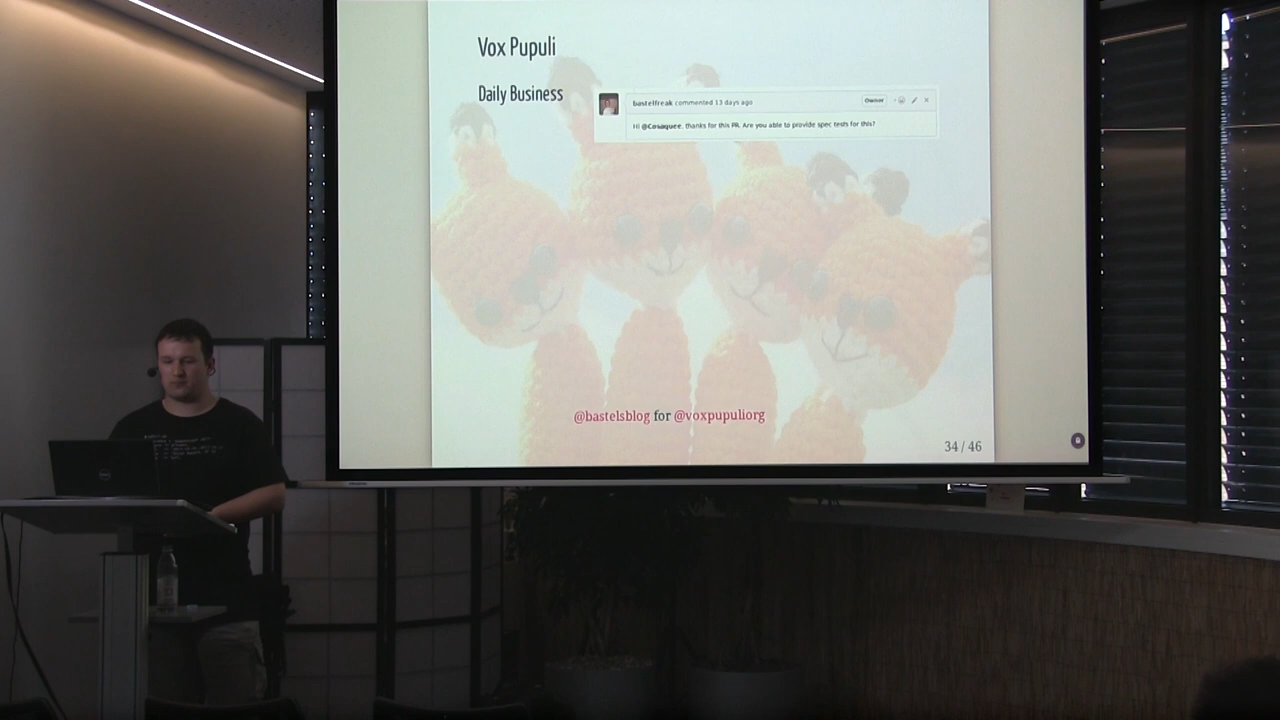 Vox Pupuli
Daily Business
bastelfreak commented 13 days ago
Owner
Hi @Cosaquee, thanks for this PR. Are you able to provide spec tests for this?
@bastelsblog for @voxpupuliorg
34 / 46